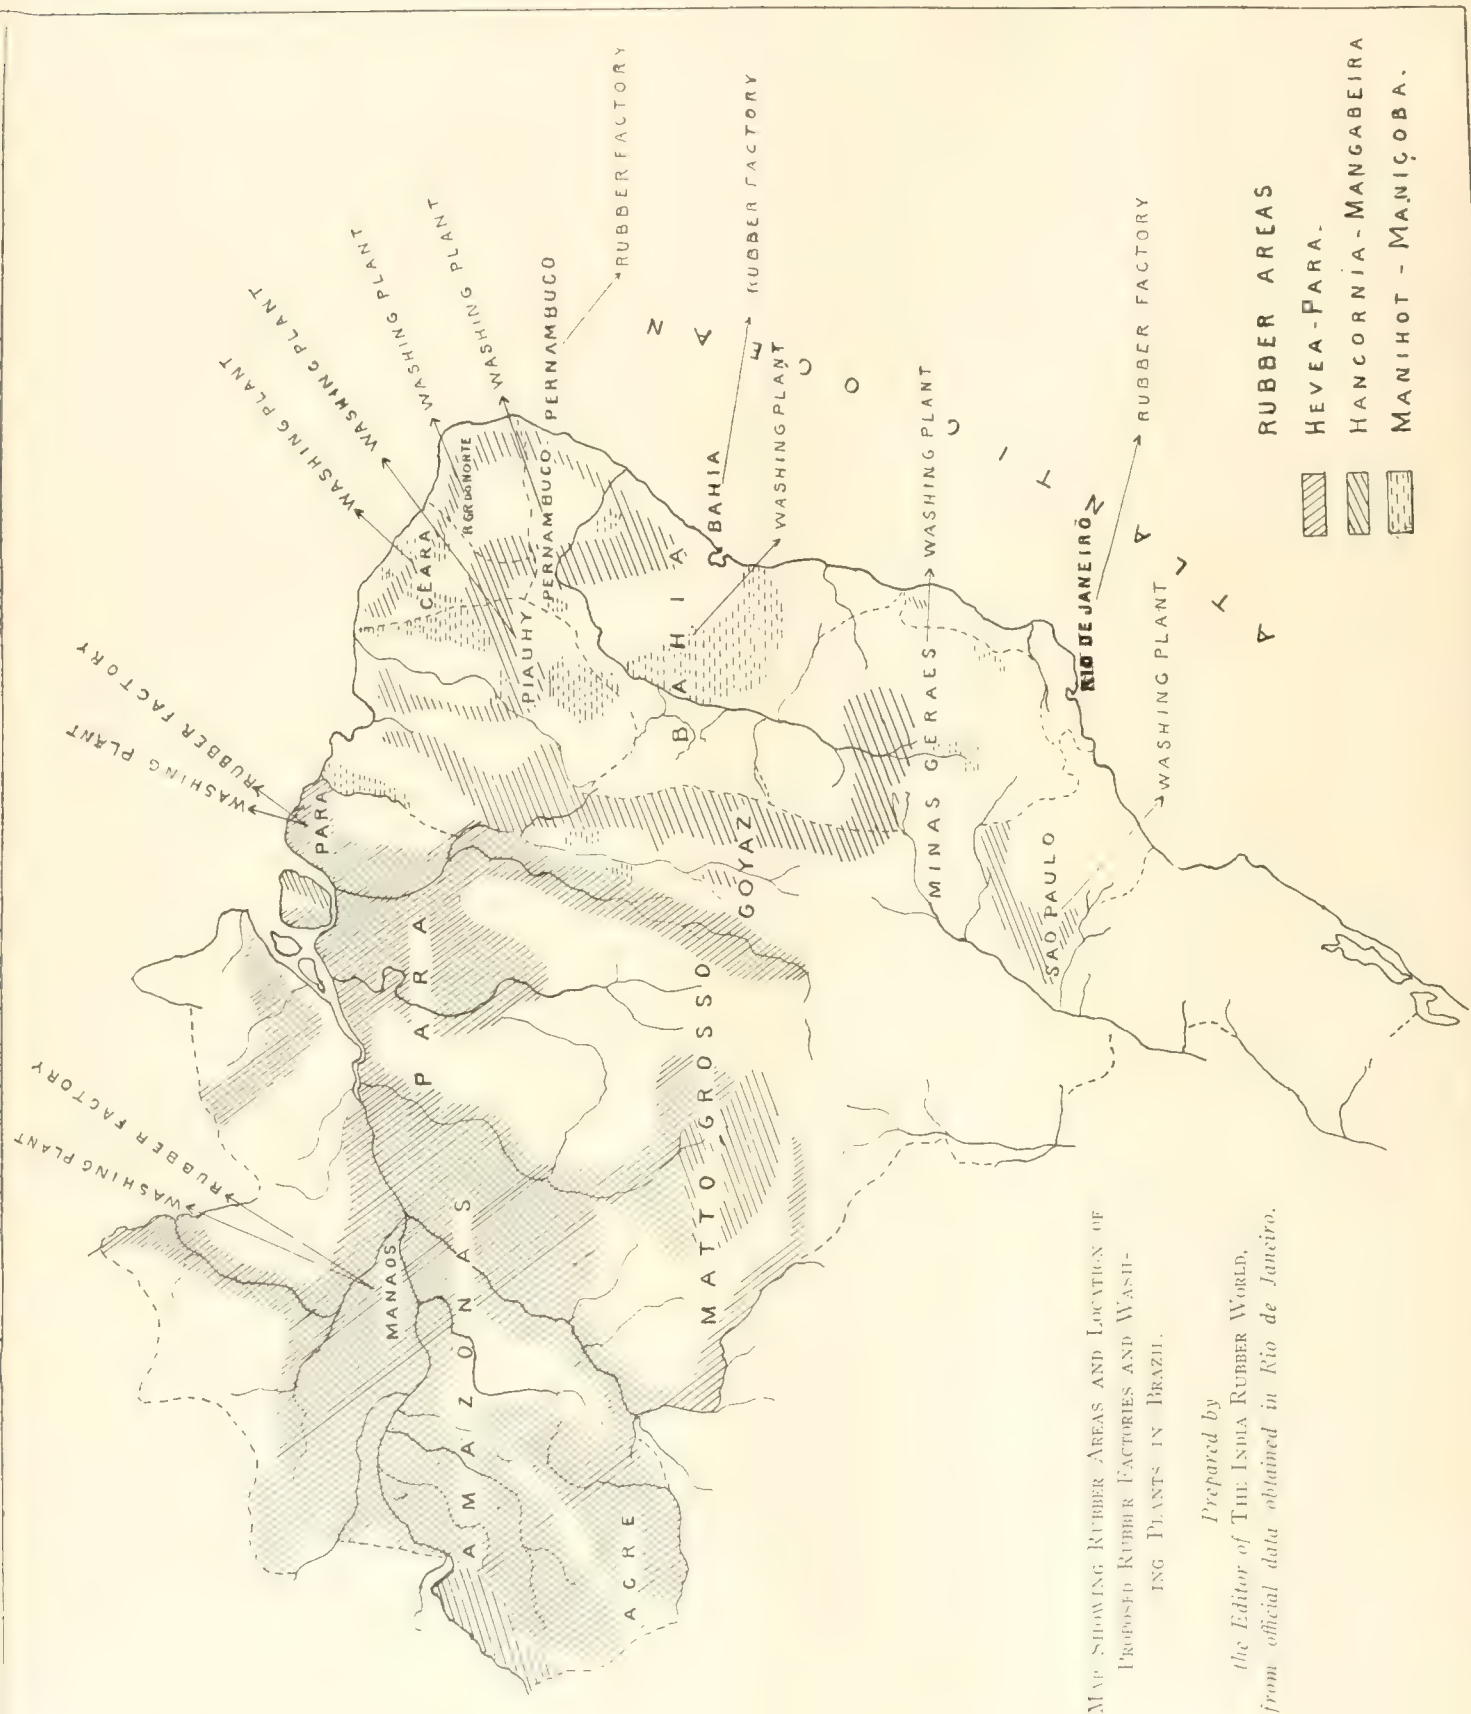 WASHING PLANT
RUBBER FACTORY
WASHING PLANT
RUBBER FACTORY
WASHING PLANT
WASHING PLANT
WASHING PLANT
WASHING PLANT
RUBBER FACTORY
RUBBER FACTORY
WASHING PLANT
WASHING PLANT
RUBBER FACTORY
WASHING PLANT
MANAOS
PARA
CEARA
R GR DO NORTE
PERNAMBUCO
PERNAMBUCO
PIAUHY
BAHIA
BAHIA
AMAZONAS
PARA
ACRE
MATTO GROSSO
GOYAZ
MINAS GERAES
SAO PAULO
RIO DE JANEIRO
ATLANTIC OCEAN
RUBBER AREAS
HEVEA-PARA.
HANCORNIA-MANGABEIRA
MANIHOT - MANIÇOBA.
MAP SHOWING RUBBER AREAS AND LOCATION OF
PROPOSED RUBBER FACTORIES AND WASH-
ING PLANTS IN BRAZIL.
Prepared by
the Editor of THE INDIA RUBBER WORLD,
from official data obtained in Rio de Janeiro.